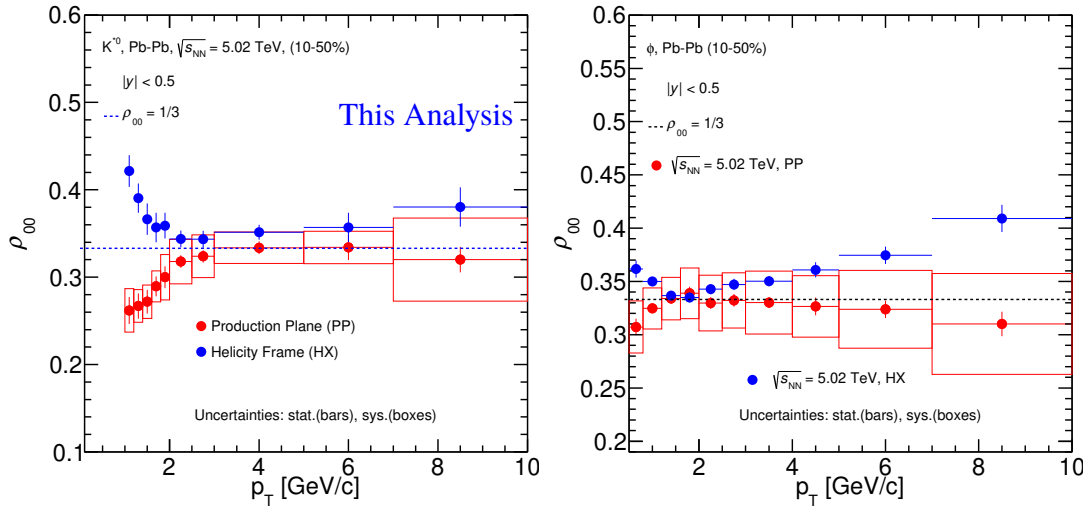 K*0, Pb-Pb, √sNN = 5.02 TeV, (10-50%)
|y| < 0.5
ρ00 = 1/3
This Analysis
Production Plane (PP)
Helicity Frame (HX)
Uncertainties: stat.(bars), sys.(boxes)
ρ00
0.6
0.5
0.4
0.3
0.2
0.1
2
4
6
8
10
pT [GeV/c]
ϕ, Pb-Pb (10-50%)
|y| < 0.5
ρ00 = 1/3
√sNN = 5.02 TeV, PP
√sNN = 5.02 TeV, HX
Uncertainties: stat.(bars), sys.(boxes)
ρ00
0.6
0.55
0.5
0.45
0.4
0.35
0.3
0.25
0.2
2
4
6
8
10
pT [GeV/c]